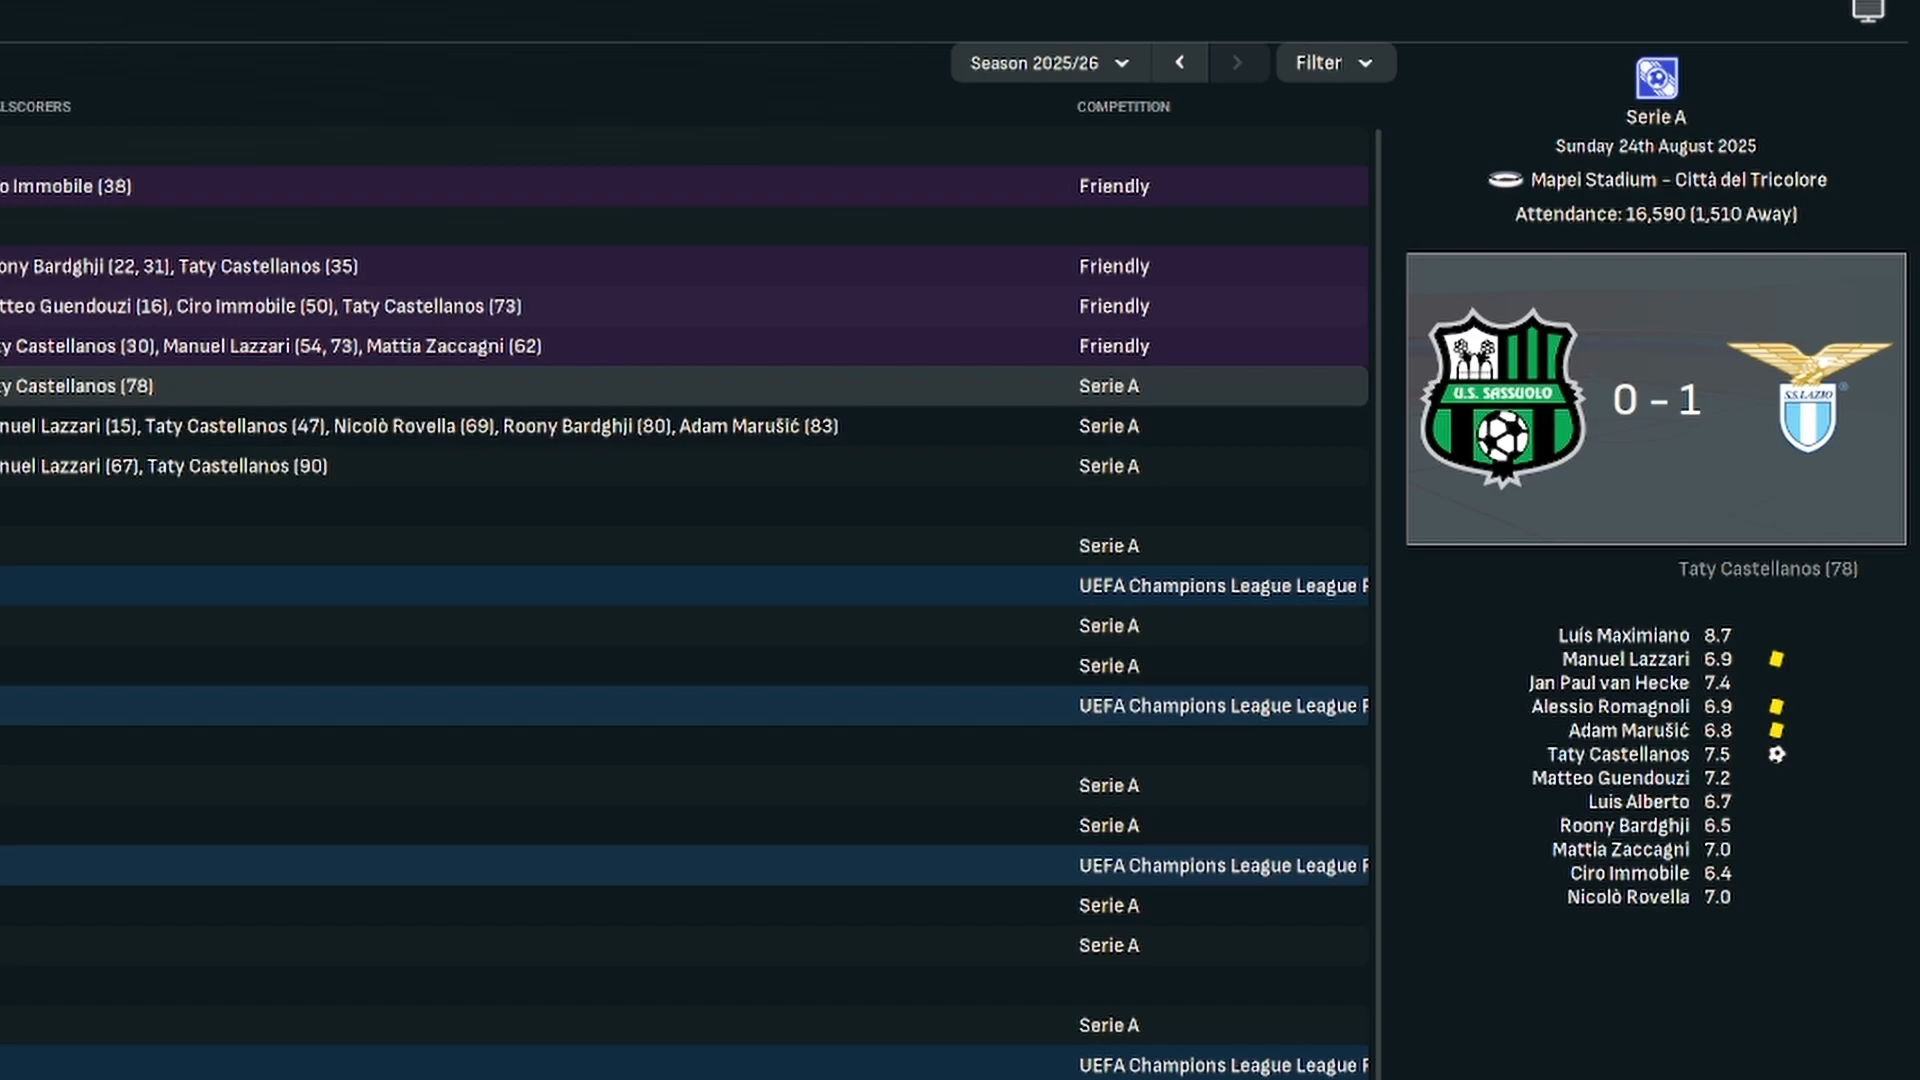 Season 2025/26
Filter
LSCORERS
COMPETITION
o Immobile (38)
Friendly
ony Bardghji (22, 31), Taty Castellanos (35)
Friendly
tteo Guendouzi (16), Ciro Immobile (50), Taty Castellanos (73)
Friendly
y Castellanos (30), Manuel Lazzari (54, 73), Mattia Zaccagni (62)
Friendly
y Castellanos (78)
Serie A
nuel Lazzari (15), Taty Castellanos (47), Nicolò Rovella (69), Roony Bardghji (80), Adam Marušić (83)
Serie A
nuel Lazzari (67), Taty Castellanos (90)
Serie A
Serie A
UEFA Champions League League P
Serie A
Serie A
UEFA Champions League League P
Serie A
Serie A
UEFA Champions League League P
Serie A
Serie A
Serie A
UEFA Champions League League P
Serie A
Sunday 24th August 2025
Mapei Stadium - Città del Tricolore
Attendance: 16,590 (1,510 Away)
U.S. SASSUOLO
0 - 1
S.S. LAZIO
Taty Castellanos (78)
Luís Maximiano 8.7
Manuel Lazzari 6.9
Jan Paul van Hecke 7.4
Alessio Romagnoli 6.9
Adam Marušić 6.8
Taty Castellanos 7.5
Matteo Guendouzi 7.2
Luis Alberto 6.7
Roony Bardghji 6.5
Mattia Zaccagni 7.0
Ciro Immobile 6.4
Nicolò Rovella 7.0